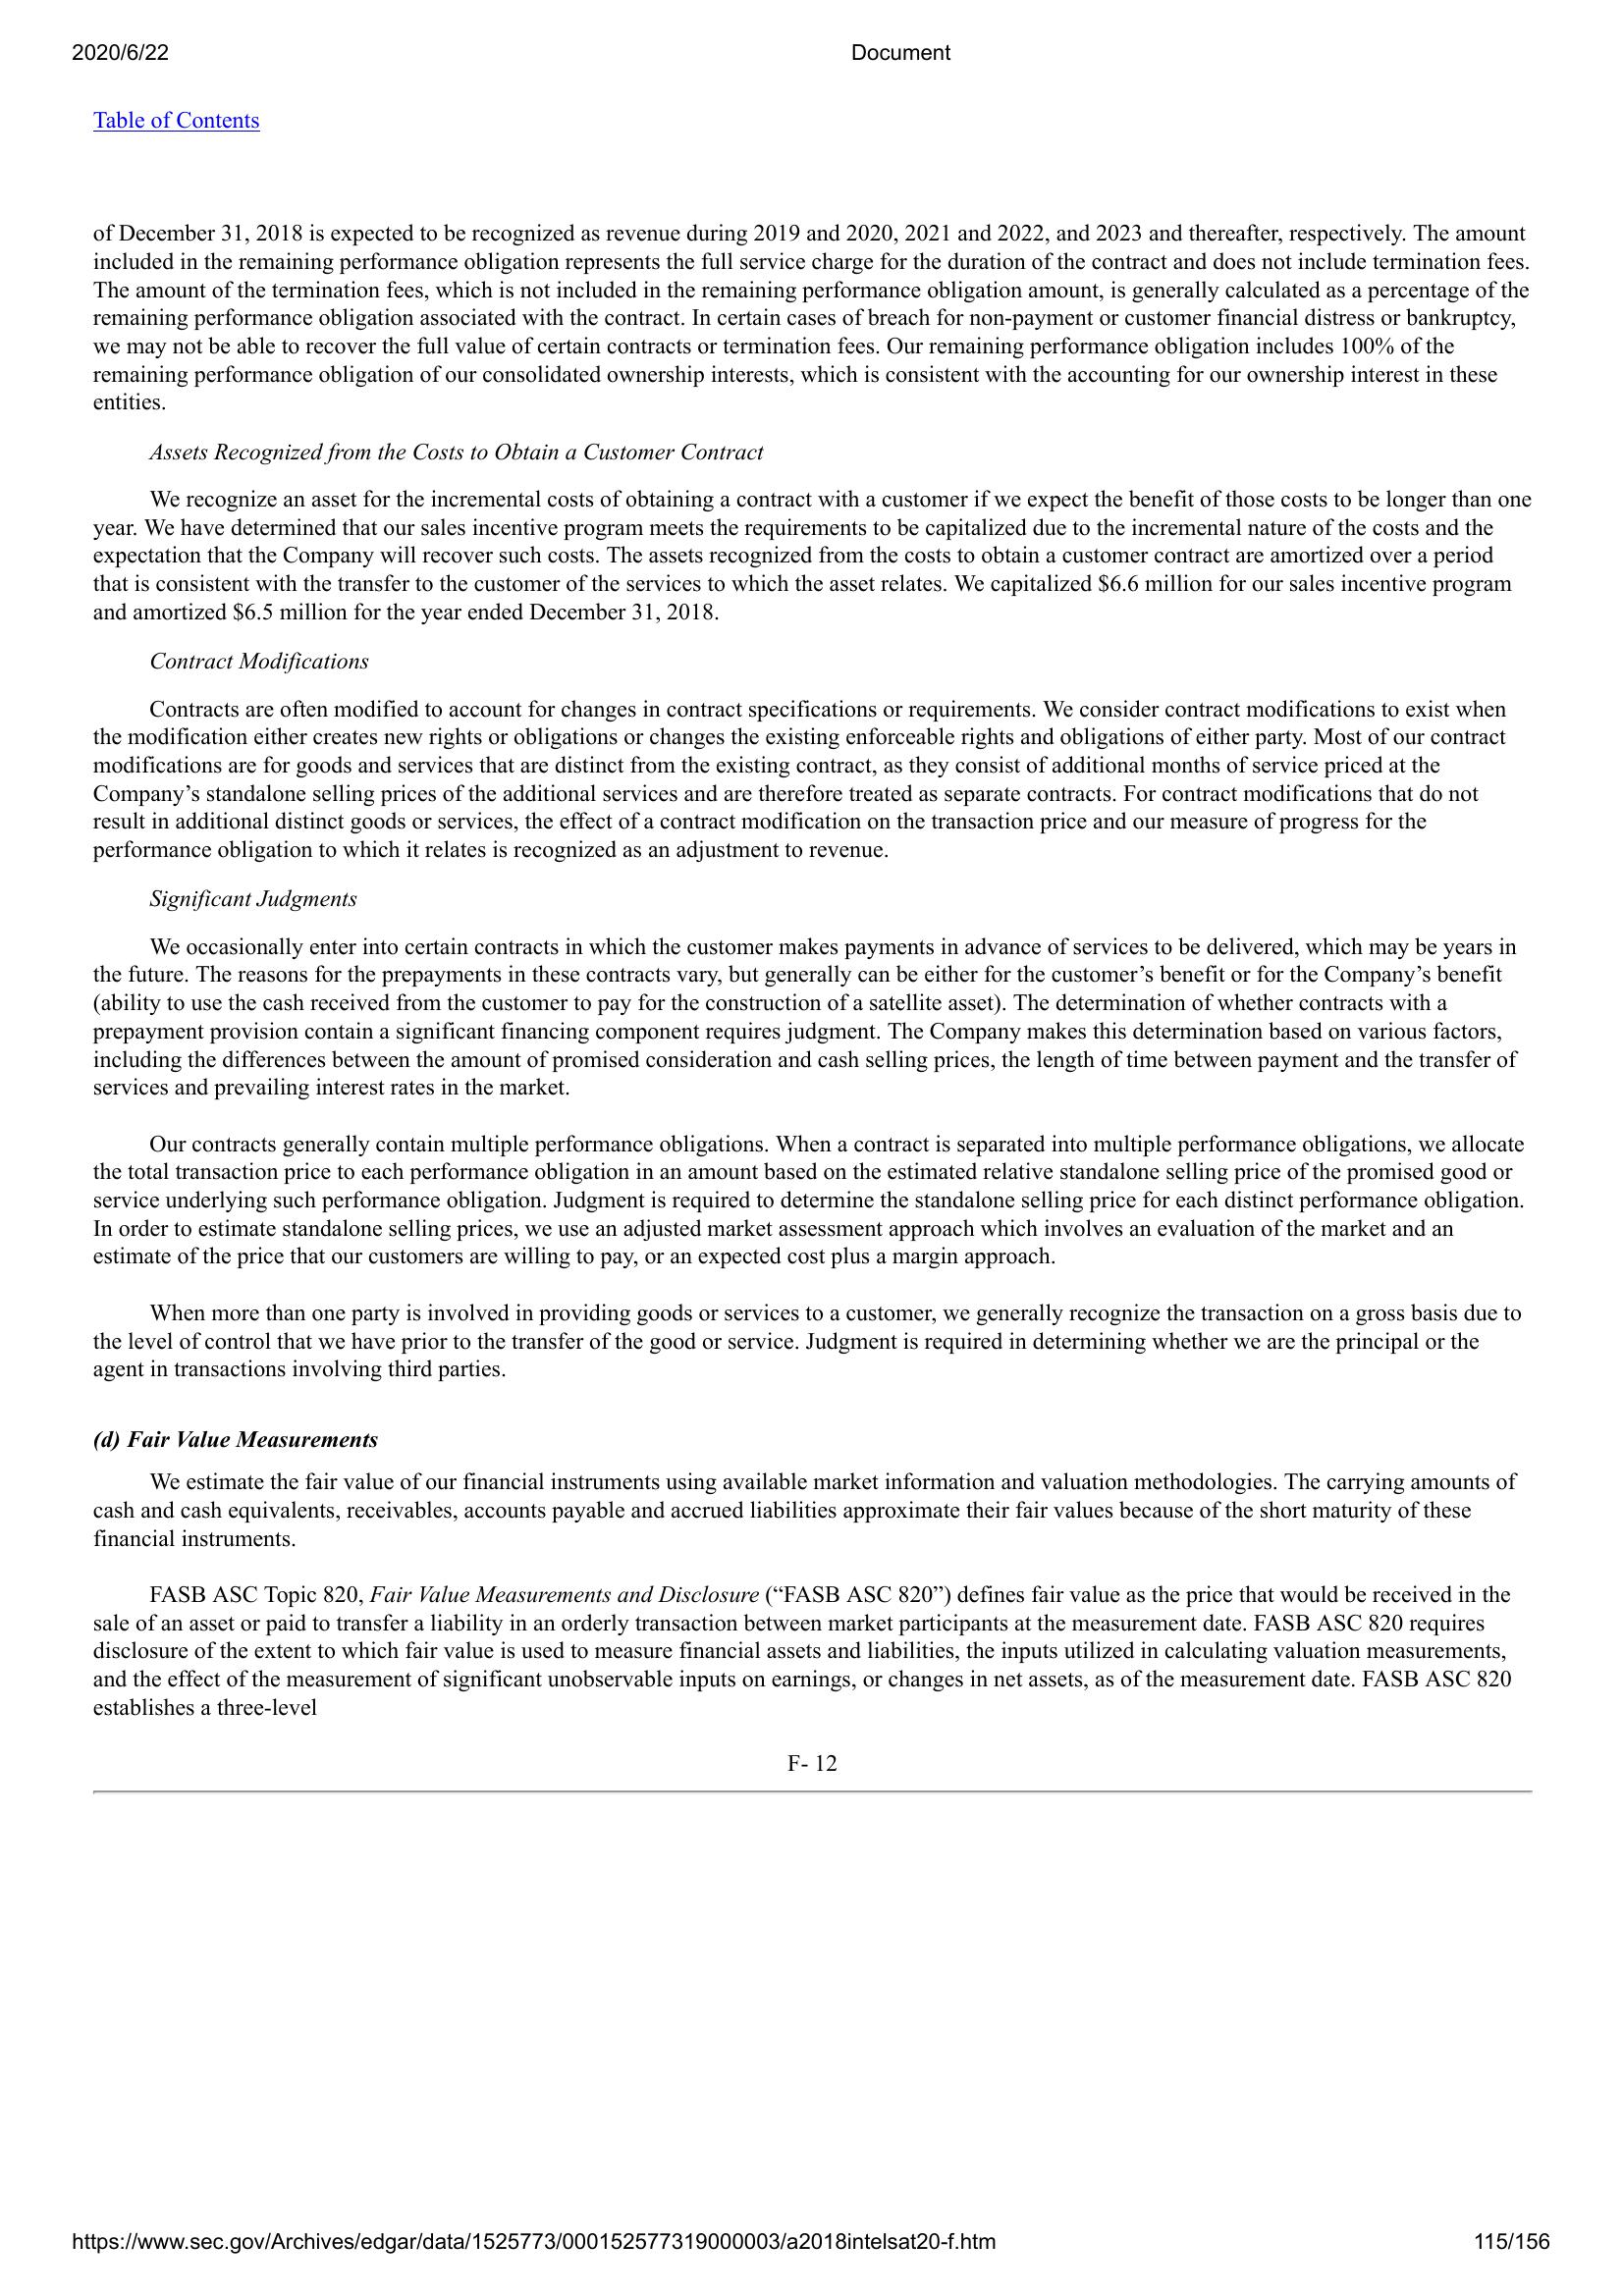 2020/6/22
Document
Table of Contents
of December 31, 2018 is expected to be recognized as revenue during 2019 and 2020, 2021 and 2022, and 2023 and thereafter, respectively. The amount
included in the remaining performance obligation represents the full service charge for the duration of the contract and does not include termination fees.
The amount of the termination fees, which is not included in the remaining performance obligation amount, is generally calculated as a percentage of the
remaining performance obligation associated with the contract. In certain cases of breach for non-payment or customer financial distress or bankruptcy,
we may not be able to recover the full value of certain contracts or termination fees. Our remaining performance obligation includes 100% of the
remaining performance obligation of our consolidated ownership interests, which is consistent with the accounting for our ownership interest in these
entities.
Assets Recognized from the Costs to Obtain a Customer Contract
We recognize an asset for the incremental costs of obtaining a contract with a customer if we expect the benefit of those costs to be longer than one
year. We have determined that our sales incentive program meets the requirements to be capitalized due to the incremental nature of the costs and the
expectation that the Company will recover such costs. The assets recognized from the costs to obtain a customer contract are amortized over a period
that is consistent with the transfer to the customer of the services to which the asset relates. We capitalized $6.6 million for our sales incentive program
and amortized $6.5 million for the year ended December 31, 2018.
Contract Modifications
Contracts are often modified to account for changes in contract specifications or requirements. We consider contract modifications to exist when
the modification either creates new rights or obligations or changes the existing enforceable rights and obligations of either party. Most of our contract
modifications are for goods and services that are distinct from the existing contract, as they consist of additional months of service priced at the
Company’s standalone selling prices of the additional services and are therefore treated as separate contracts. For contract modifications that do not
result in additional distinct goods or services, the effect of a contract modification on the transaction price and our measure of progress for the
performance obligation to which it relates is recognized as an adjustment to revenue.
Significant Judgments
We occasionally enter into certain contracts in which the customer makes payments in advance of services to be delivered, which may be years in
the future. The reasons for the prepayments in these contracts vary, but generally can be either for the customer’s benefit or for the Company’s benefit
(ability to use the cash received from the customer to pay for the construction of a satellite asset). The determination of whether contracts with a
prepayment provision contain a significant financing component requires judgment. The Company makes this determination based on various factors,
including the differences between the amount of promised consideration and cash selling prices, the length of time between payment and the transfer of
services and prevailing interest rates in the market.
Our contracts generally contain multiple performance obligations. When a contract is separated into multiple performance obligations, we allocate
the total transaction price to each performance obligation in an amount based on the estimated relative standalone selling price of the promised good or
service underlying such performance obligation. Judgment is required to determine the standalone selling price for each distinct performance obligation.
In order to estimate standalone selling prices, we use an adjusted market assessment approach which involves an evaluation of the market and an
estimate of the price that our customers are willing to pay, or an expected cost plus a margin approach.
When more than one party is involved in providing goods or services to a customer, we generally recognize the transaction on a gross basis due to
the level of control that we have prior to the transfer of the good or service. Judgment is required in determining whether we are the principal or the
agent in transactions involving third parties.
(d) Fair Value Measurements
We estimate the fair value of our financial instruments using available market information and valuation methodologies. The carrying amounts of
cash and cash equivalents, receivables, accounts payable and accrued liabilities approximate their fair values because of the short maturity of these
financial instruments.
FASB ASC Topic 820, Fair Value Measurements and Disclosure (“FASB ASC 820”) defines fair value as the price that would be received in the
sale of an asset or paid to transfer a liability in an orderly transaction between market participants at the measurement date. FASB ASC 820 requires
disclosure of the extent to which fair value is used to measure financial assets and liabilities, the inputs utilized in calculating valuation measurements,
and the effect of the measurement of significant unobservable inputs on earnings, or changes in net assets, as of the measurement date. FASB ASC 820
establishes a three-level
F- 12
https://www.sec.gov/Archives/edgar/data/1525773/000152577319000003/a2018intelsat20-f.htm
115/156